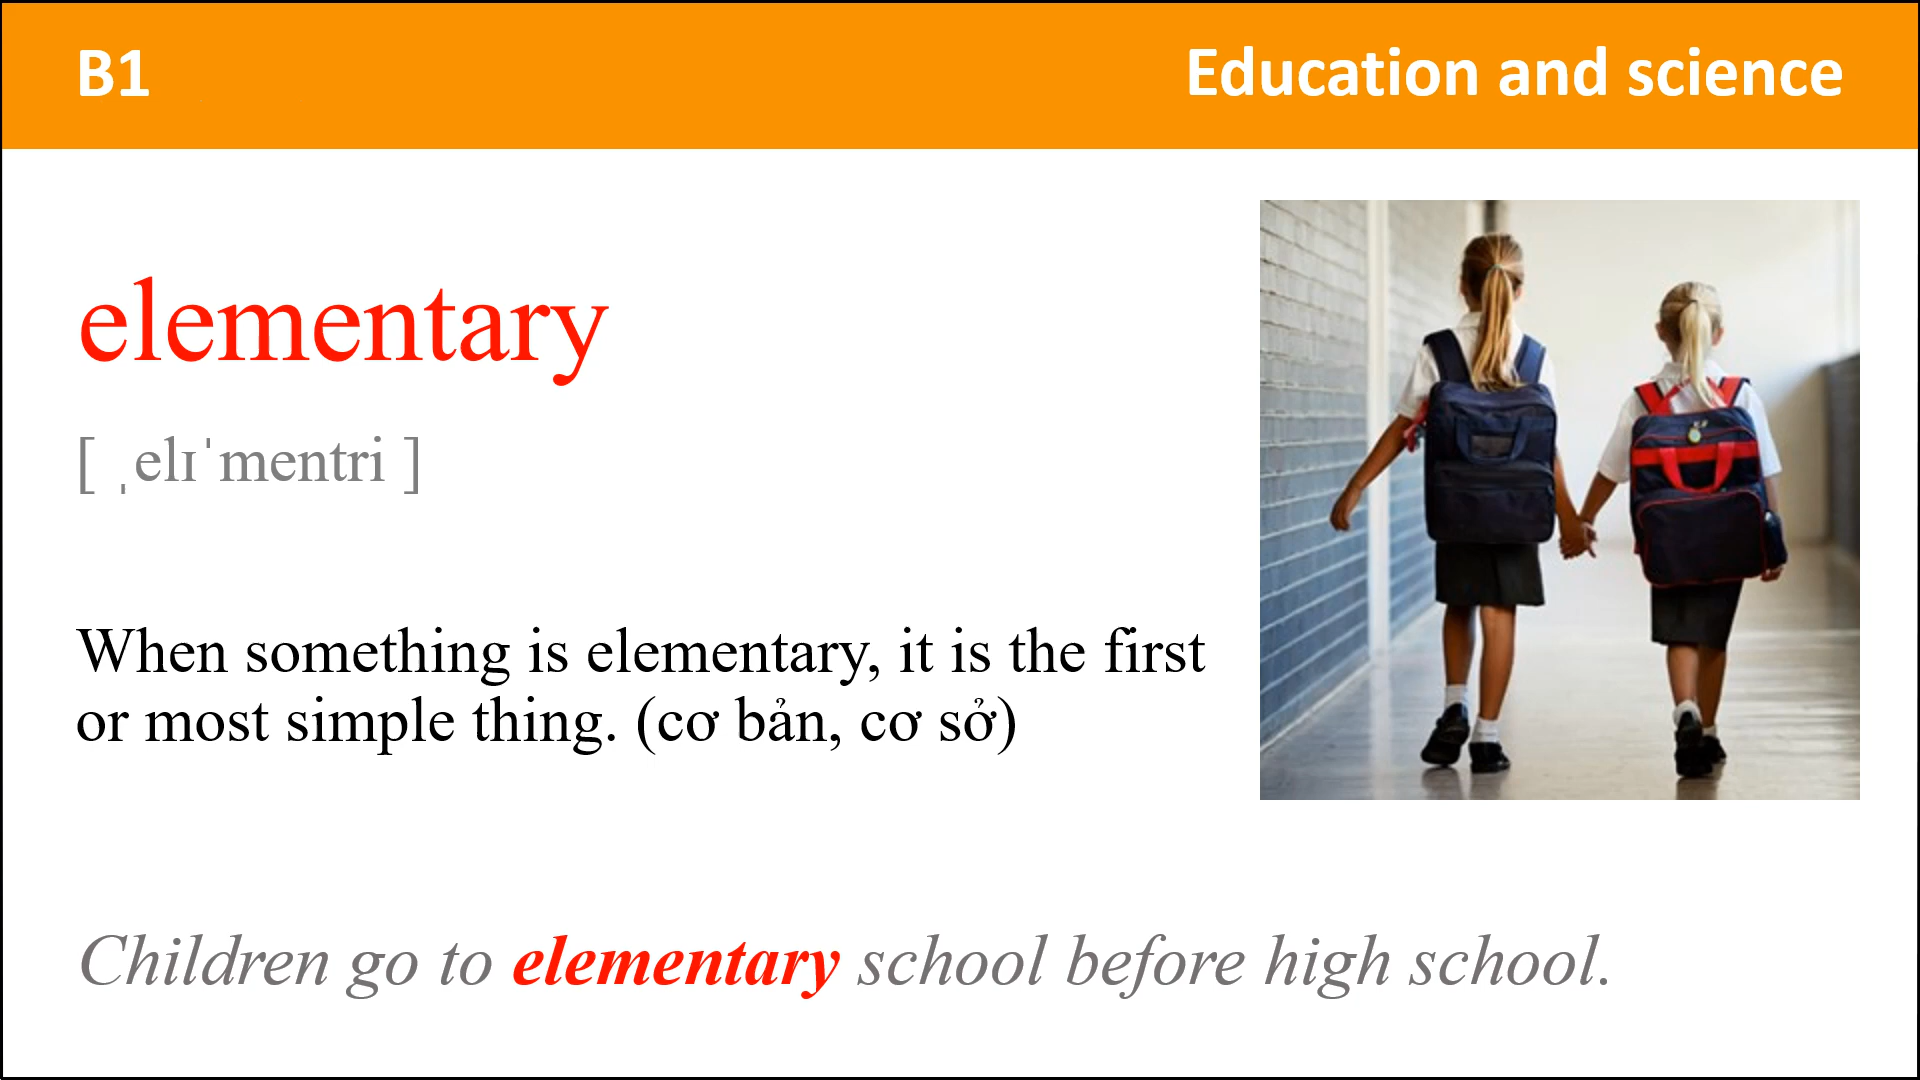 B1
Education and science
elementary
[ ˌelɪˈmentri ]
When something is elementary, it is the first
or most simple thing. (cơ bản, cơ sở)
Children go to elementary school before high school.